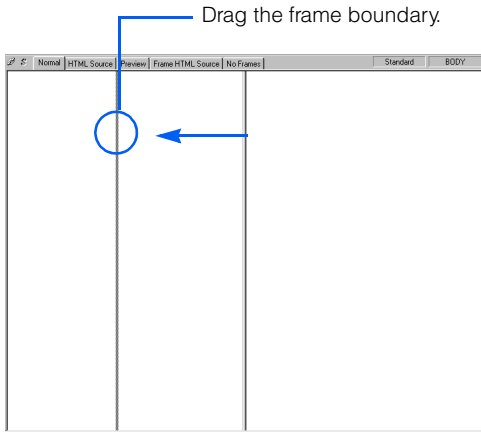 Drag the frame boundary.
Normal HTML Source Preview Frame HTML Source No Frames Standard BODY